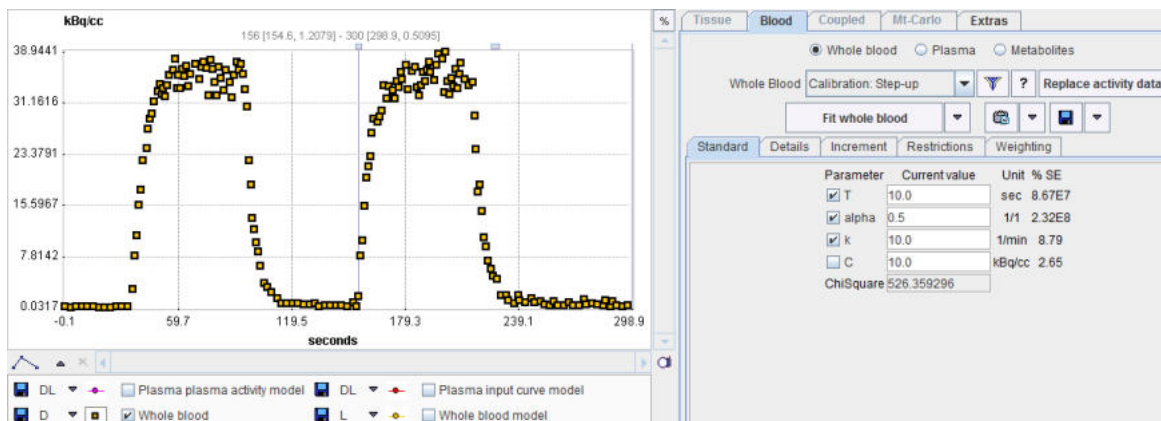 kBq/cc
156 [154.6, 1.2079] - 300 [298.9, 0.5095]
38.9441
31.1616
23.3791
15.5967
7.8142
0.0317
-0.1 59.7 119.5 179.3 239.1 298.9
seconds
DL Plasma plasma activity model DL Plasma input curve model
D Whole blood L Whole blood model
%
Tissue Blood Coupled Mt-Carlo Extras
Whole blood Plasma Metabolites
Whole Blood Calibration: Step-up ? Replace activity data
Fit whole blood
Standard Details Increment Restrictions Weighting
Parameter Current value Unit % SE
T 10.0 sec 8.67E7
alpha 0.5 1/1 2.32E8
k 10.0 1/min 8.79
C 10.0 kBq/cc 2.65
ChiSquare 526.359296